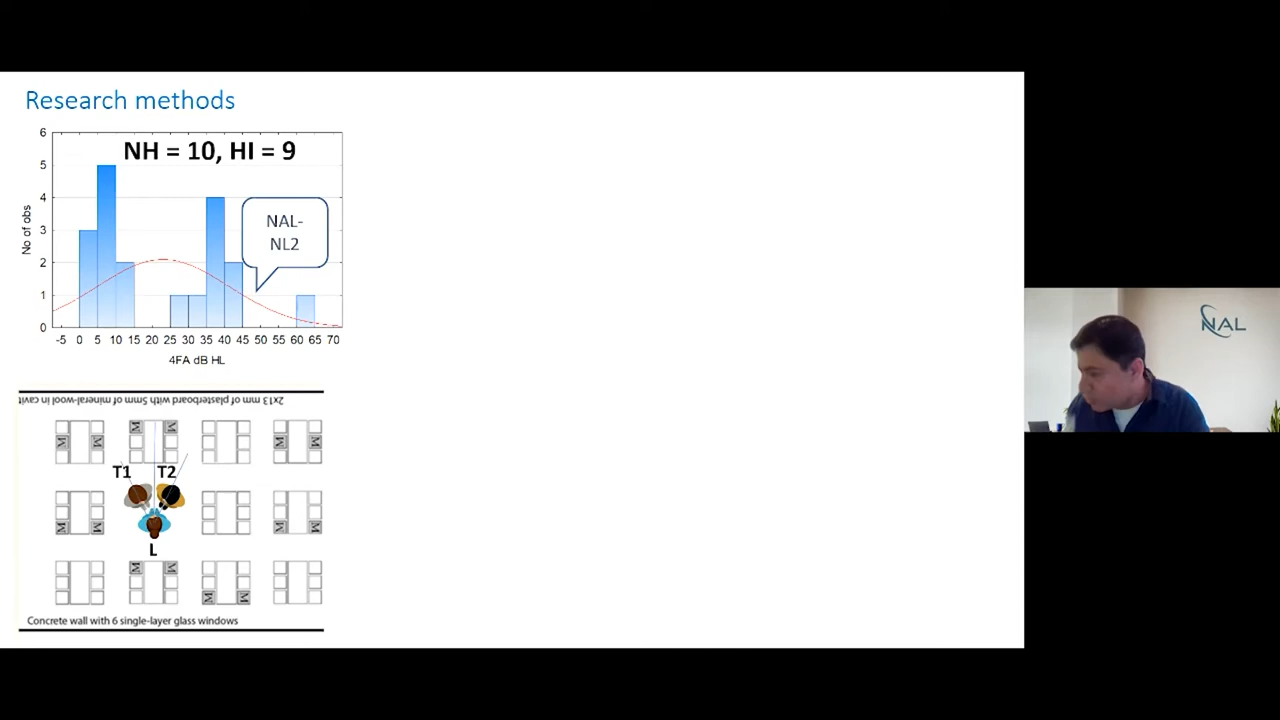 Research methods
NH = 10, HI = 9
6
5
4
3
2
1
0
No of obs
NAL-
NL2
-5 0 5 10 15 20 25 30 35 40 45 50 55 60 65 70
4FA dB HL
2x13 mm of plasterboard with 5mm of mineral-wool in cavit
M M M M M M
T1 T2
M M M M
L
M M
M M
Concrete wall with 6 single-layer glass windows
NAL